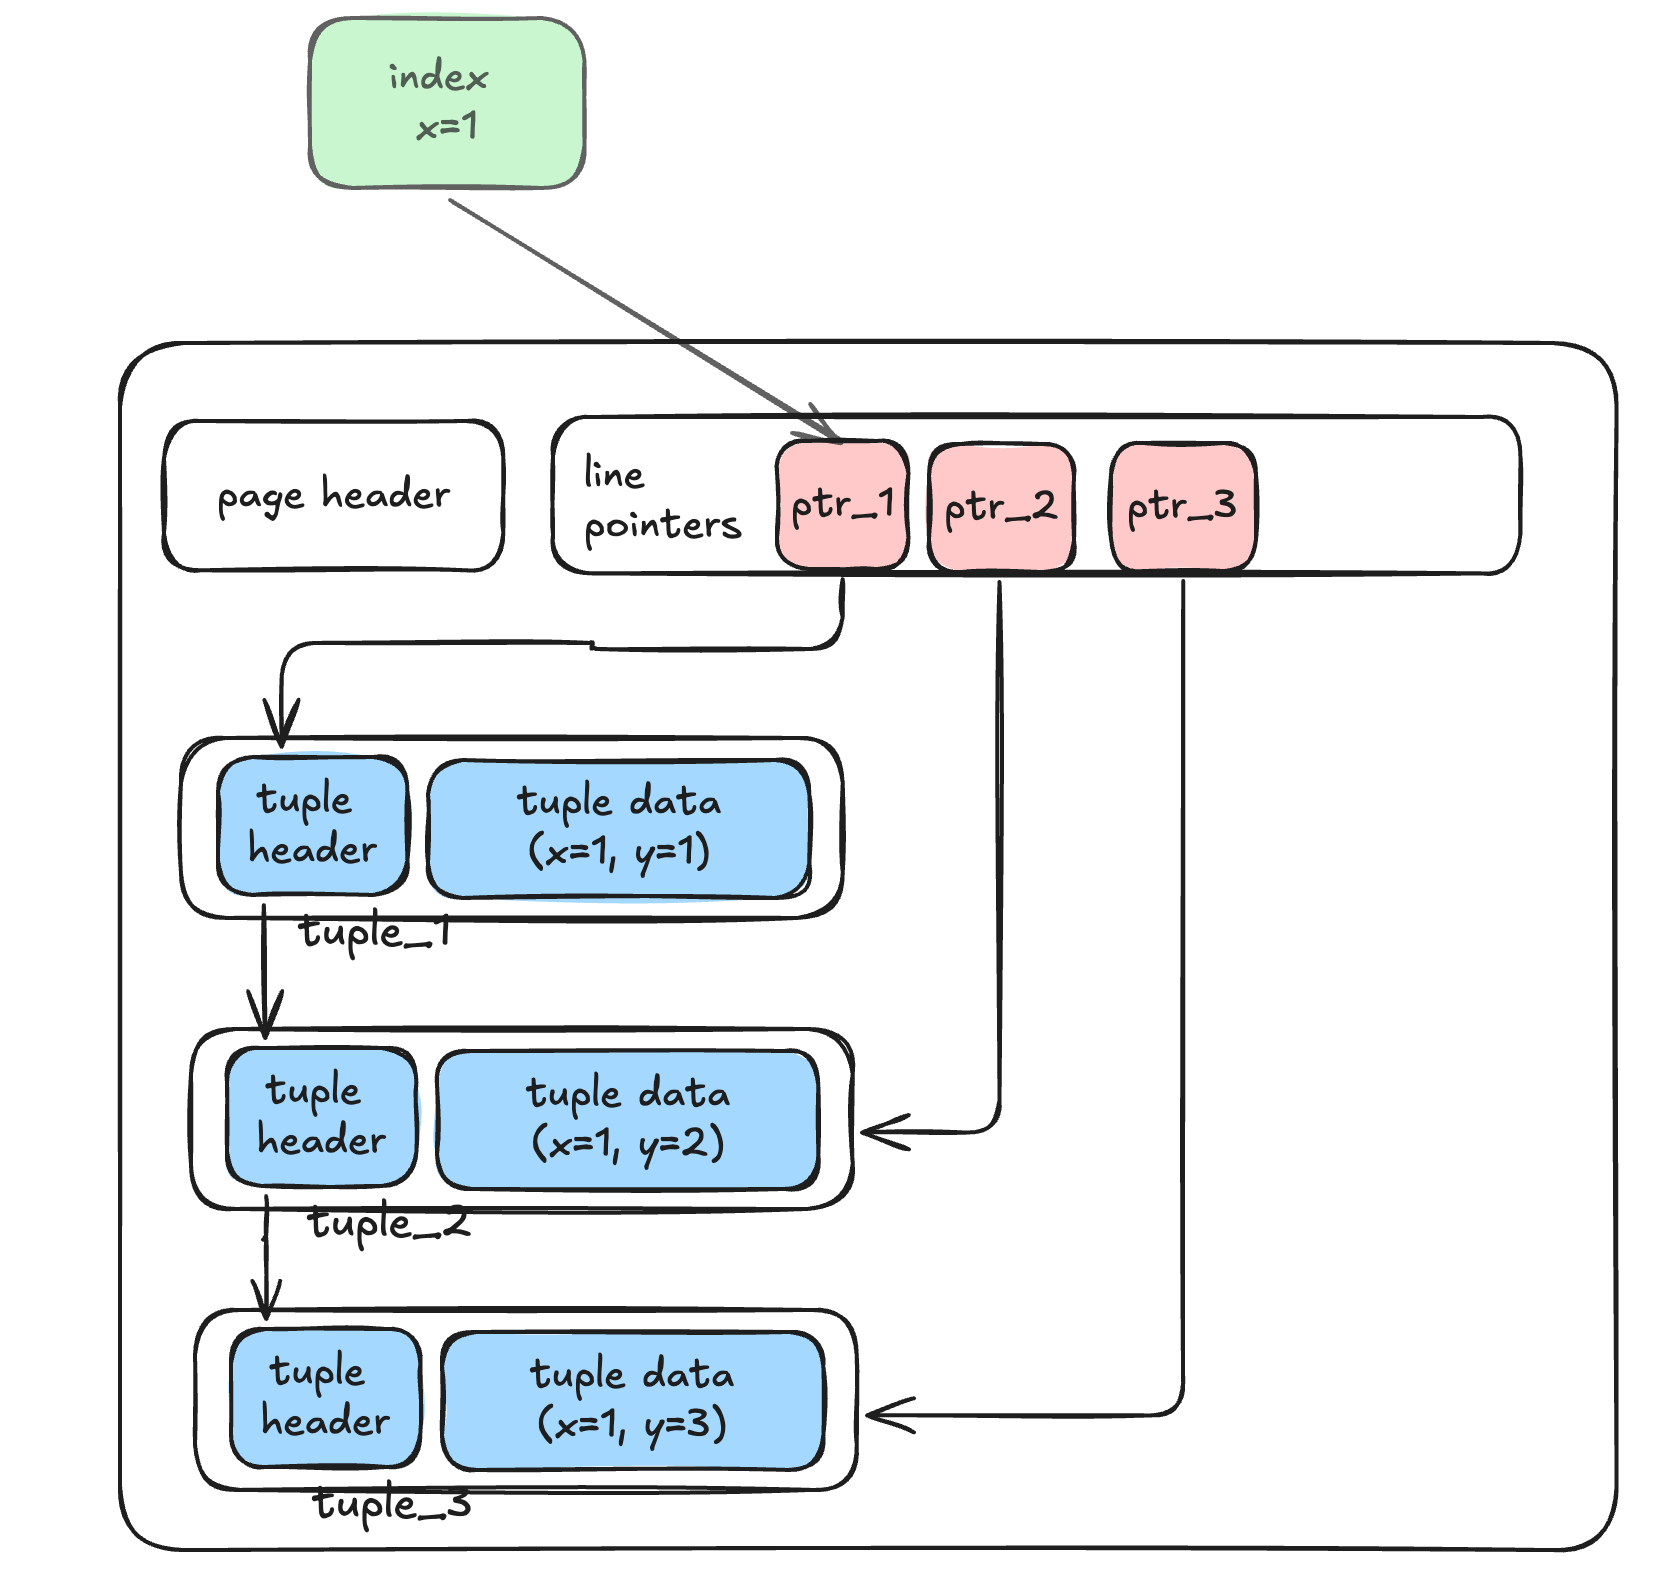 index
x=1
page header
line
pointers
ptr_1
ptr_2
ptr_3
tuple
header
tuple data
(x=1, y=1)
tuple_1
tuple
header
tuple data
(x=1, y=2)
tuple_2
tuple
header
tuple data
(x=1, y=3)
tuple_3